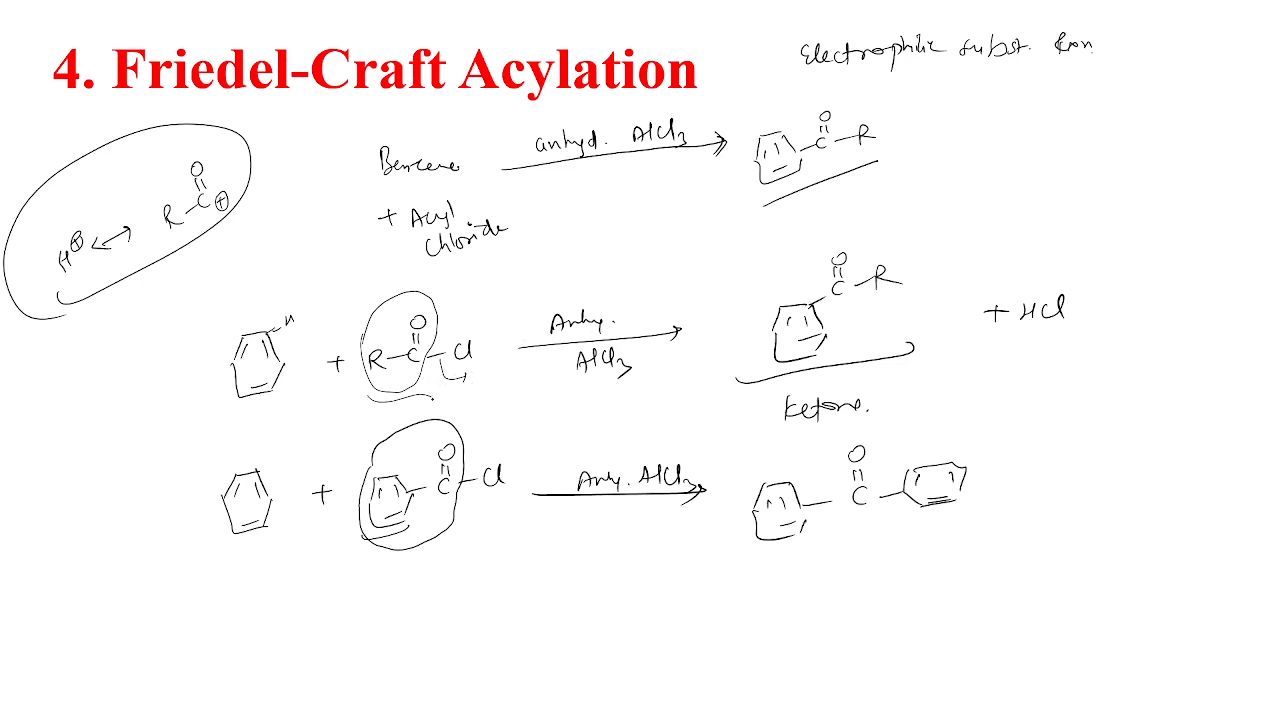 4. Friedel-Craft Acylation
Electrophilic subst. Rxn
H⊕ ↔ R–C⊕
O
Benzene
+ Acyl
chloride
anhyd. AlCl3
O
C–R
H
+
O
R–C–Cl
Anhy.
AlCl3
O
C–R
+ HCl
Ketone.
+
O
C–Cl
Anhy. AlCl3
O
C